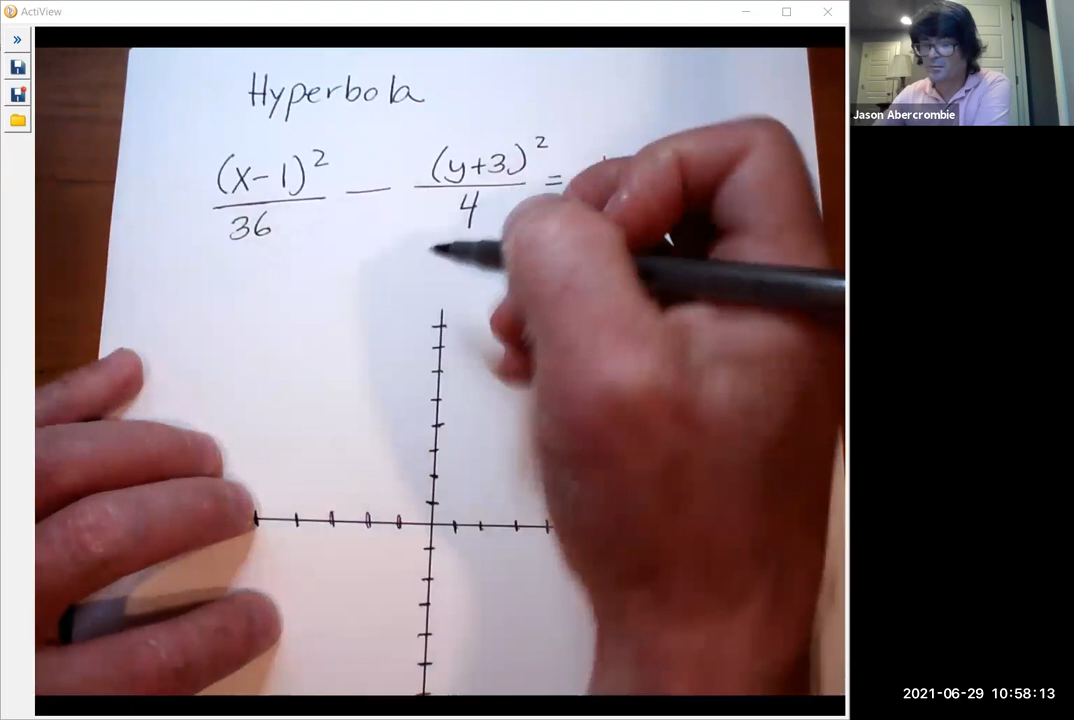 ActiView
»
Hyperbola
(x-1)² — (y+3)² =
36 4
Jason Abercrombie
2021-06-29 10:58:13